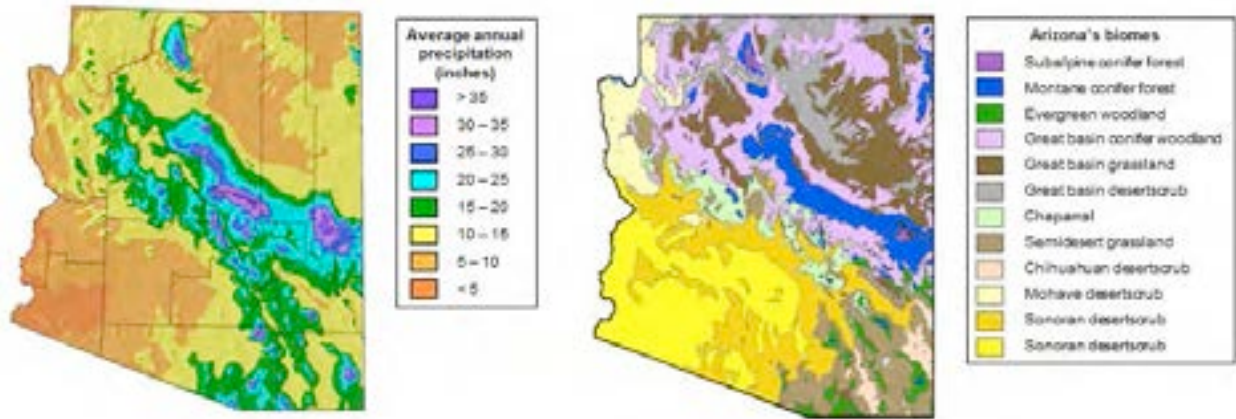 Average annual
precipitation
(inches)
> 35
30 – 35
25 – 30
20 – 25
15 – 20
10 – 15
5 – 10
< 5
Arizona's biomes
Subalpine conifer forest
Montane conifer forest
Evergreen woodland
Great basin conifer woodland
Great basin grassland
Great basin desertscrub
Chaparral
Semidesert grassland
Chihuahuan desertscrub
Mohave desertscrub
Sonoran desertscrub
Sonoran desertscrub